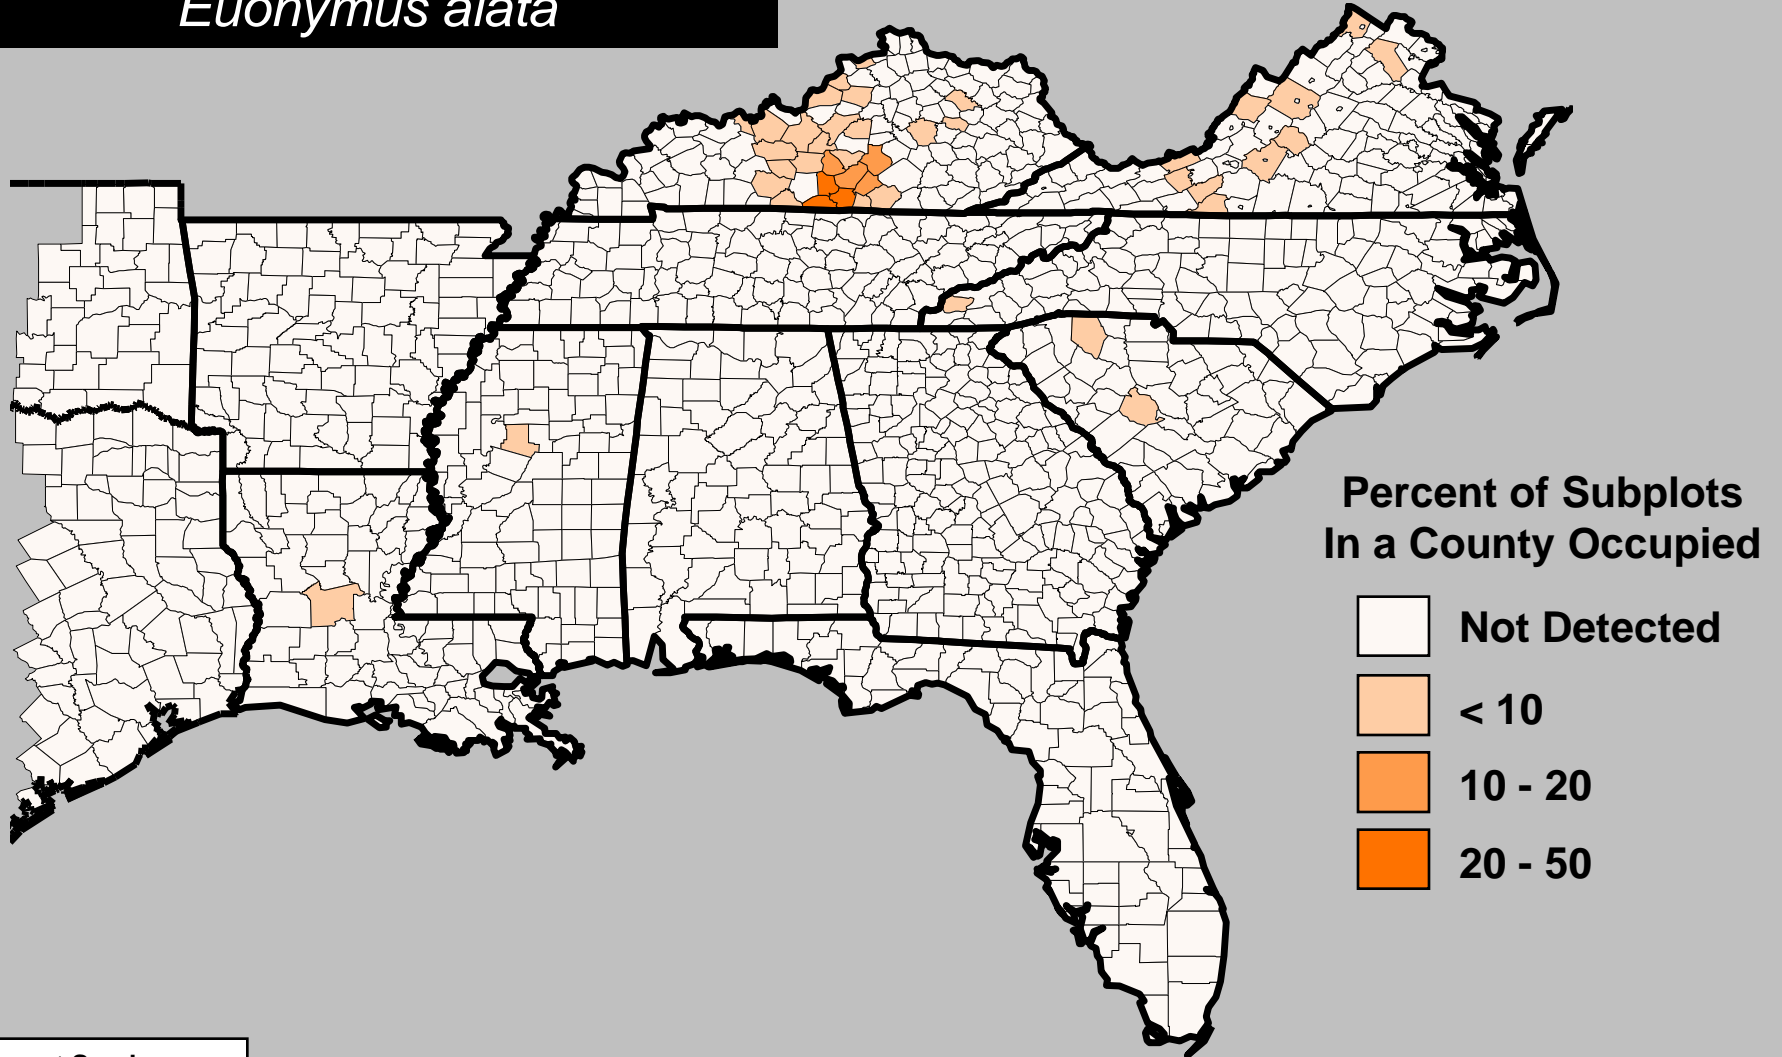 Euonymus alata
Percent of Subplots
In a County Occupied
Not Detected
< 10
10 - 20
20 - 50